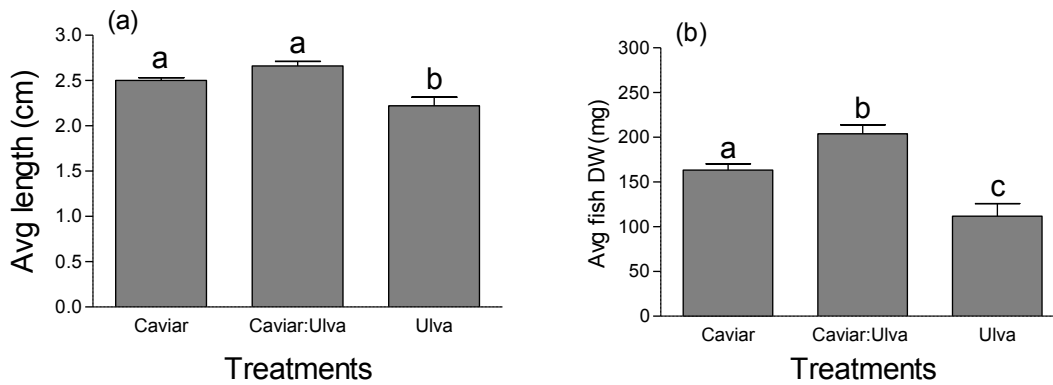 (a)
Avg length (cm)
3.0
2.5
2.0
1.5
1.0
0.5
0.0
a
a
b
Caviar
Caviar:Ulva
Ulva
Treatments
(b)
Avg fish DW (mg)
300
250
200
150
100
50
0
a
b
c
Caviar
Caviar:Ulva
Ulva
Treatments